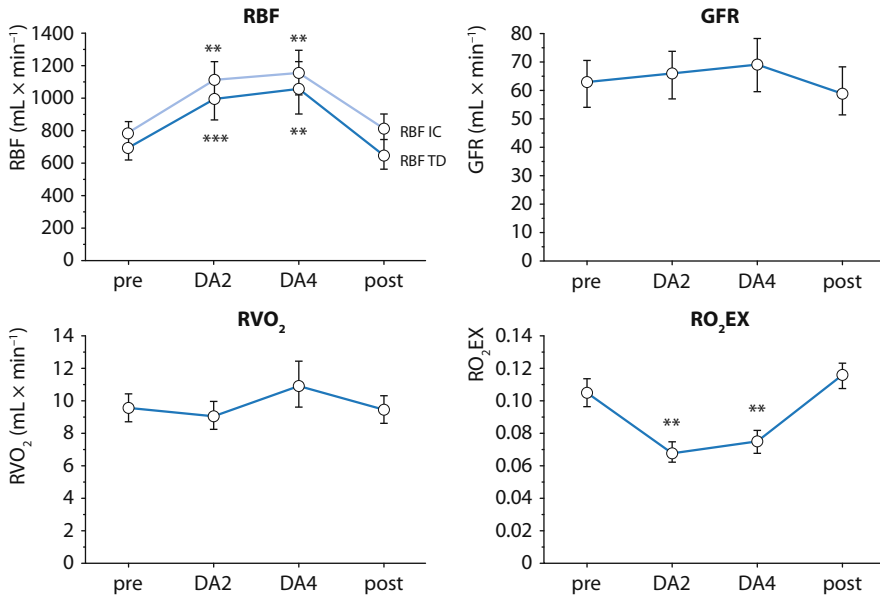 RBF
RBF (mL × min⁻¹)
1400
1200
1000
800
600
400
200
0
**
**
***
**
RBF IC
RBF TD
pre DA2 DA4 post
GFR
GFR (mL × min⁻¹)
80
70
60
50
40
30
20
10
0
pre DA2 DA4 post
RVO₂
RVO₂ (mL × min⁻¹)
14
12
10
8
6
4
2
0
pre DA2 DA4 post
RO₂EX
RO₂EX
0.14
0.12
0.10
0.08
0.06
0.04
0.02
0
**
**
pre DA2 DA4 post